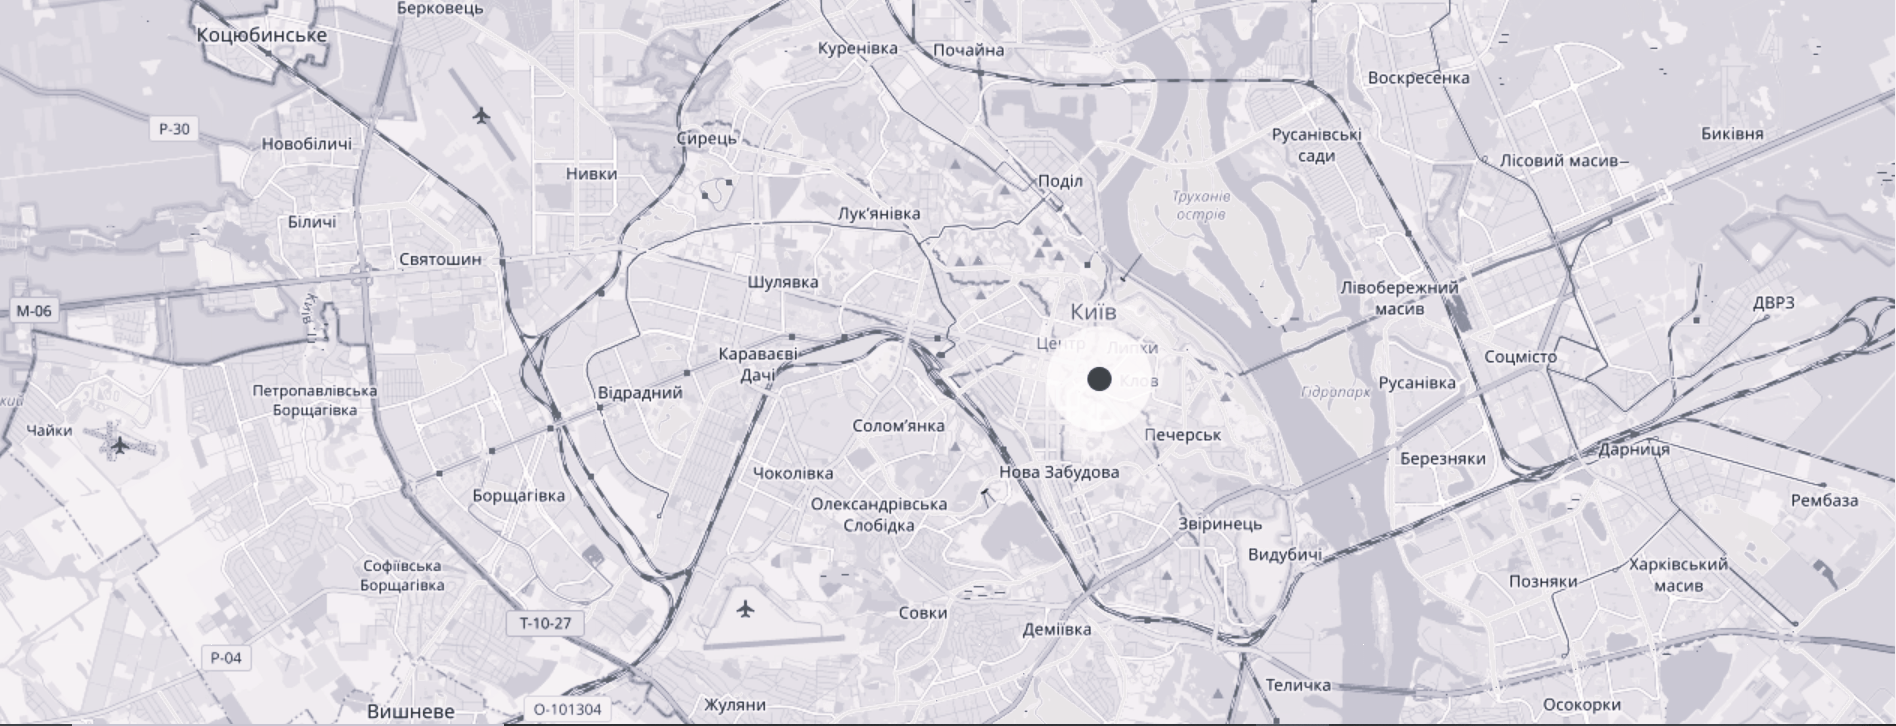 Берковець
Коцюбинське
Куренівка
Почайна
Воскресенка
Р-30
Новобіличі
Сирець
Русанівські
сади
Биківня
Лісовий масив
Нивки
Поділ
Труханів
острів
Біличі
Лук'янівка
Святошин
Шулявка
Лівобережний
масив
М-06
Київ
ДВРЗ
Центр
Липки
Караваєві
Дачі
Соцмісто
Клов
Русанівка
Гідропарк
Петропавлівська
Борщагівка
Відрадний
Чайки
Солом'янка
Печерськ
Березняки
Дарниця
Нова Забудова
Чоколівка
Борщагівка
Рембаза
Олександрівська
Слобідка
Звіринець
Видубичі
Софіївська
Борщагівка
Позняки
Харківський
масив
Совки
Деміївка
Т-10-27
Р-04
Теличка
Вишневе
О-101304
Жуляни
Осокорки